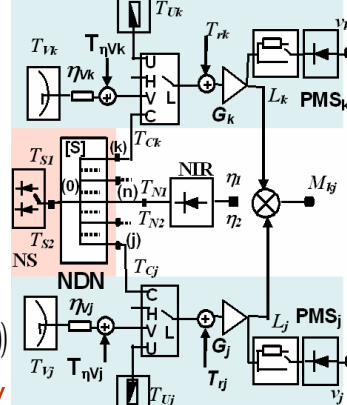 T_Uk
T_Vk
T_ηVk
T_rk
η_Vk
U
H
V
L
C
G_k
L_k
PMS_k
v_k
T_Ck
T_S1
[S]
(k)
(0)
(n)
T_N1
NIR
η_1
M_kj
T_S2
T_N2
η_2
NS
(j)
NDN
T_Cj
C
H
L
V
U
η_Vj
G_j
L_j
PMS_j
)
T_Vj
T_ηVj
T_Uj
T_rj
v_j